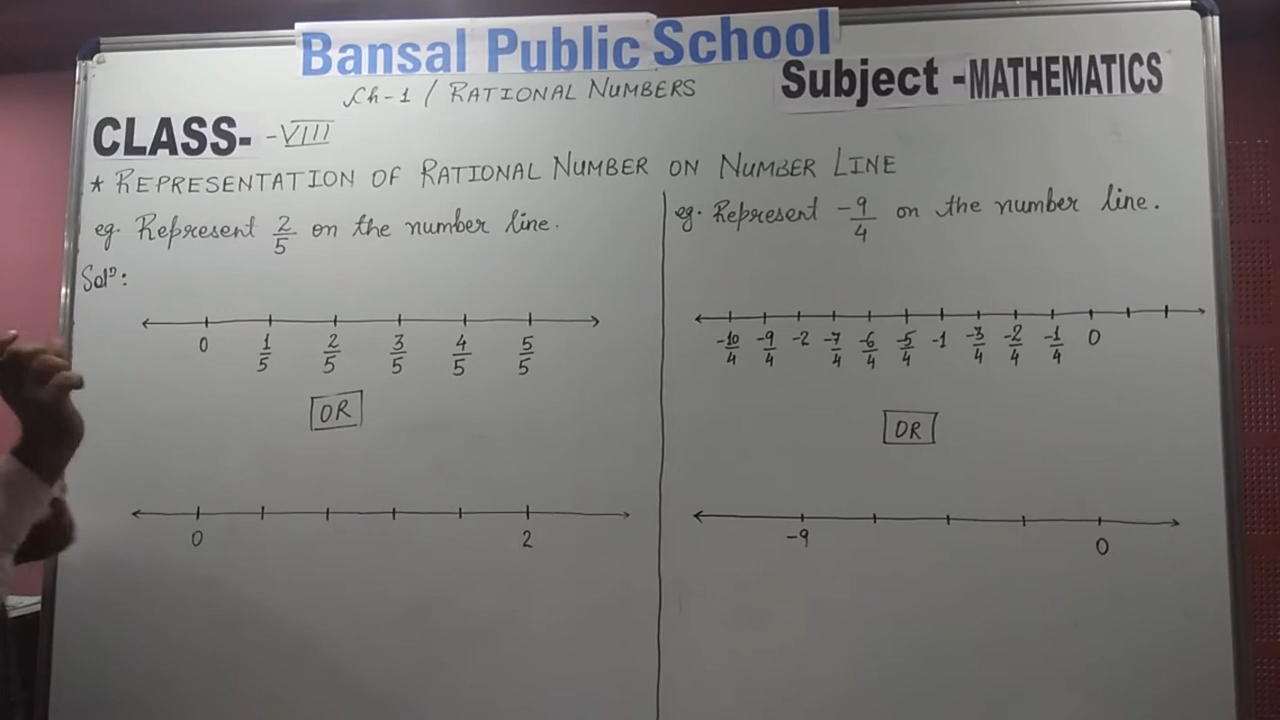 Bansal Public School
Subject -MATHEMATICS
Ch-1 / RATIONAL NUMBERS
CLASS- -VIII
* REPRESENTATION OF RATIONAL NUMBER ON NUMBER LINE
eg. Represent 2/5 on the number line.
Solⁿ:
0 1/5 2/5 3/5 4/5 5/5
OR
0 2
eg. Represent -9/4 on the number line.
-10/4 -9/4 -2 -7/4 -6/4 -5/4 -1 -3/4 -2/4 -1/4 0
OR
-9 0